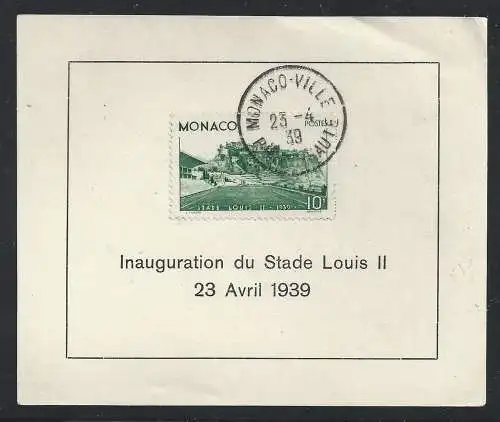 MONACO-VILLE
23 -4
39
MONACO
POSTES
STADE LOUIS II - 1939
10F
Inauguration du Stade Louis II
23 Avril 1939